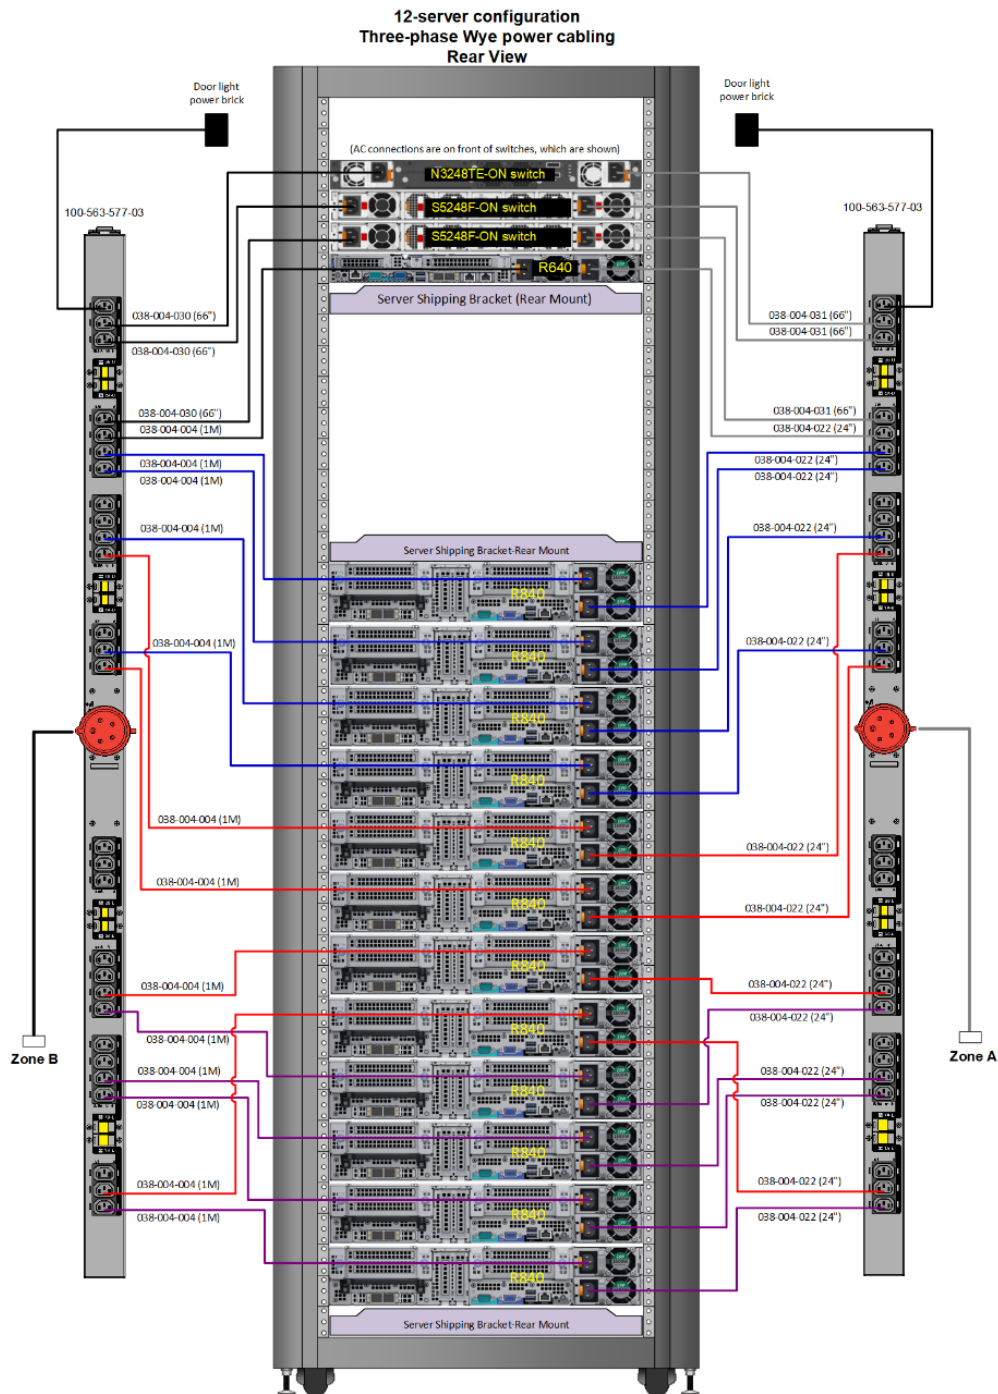 12-server configuration
Three-phase Wye power cabling
Rear View
Door light
power brick
Door light
power brick
(AC connections are on front of switches, which are shown)
N3248TE-ON switch
100-563-577-03
S5248F-ON switch
100-563-577-03
S5248F-ON switch
R640
Server Shipping Bracket (Rear Mount)
038-004-030 (66")
038-004-031 (66")
038-004-031 (66")
038-004-030 (66")
038-004-030 (66")
038-004-031 (66")
038-004-004 (1M)
038-004-022 (24")
038-004-004 (1M)
038-004-022 (24")
038-004-004 (1M)
038-004-022 (24")
038-004-004 (1M)
038-004-022 (24")
Server Shipping Bracket-Rear Mount
R840
038-004-004 (1M)
038-004-022 (24")
R840
R840
R840
038-004-004 (1M)
R840
038-004-022 (24")
038-004-004 (1M)
R840
038-004-022 (24")
R840
038-004-004 (1M)
038-004-022 (24")
R840
038-004-022 (24")
038-004-004 (1M)
Zone B
Zone A
038-004-004 (1M)
038-004-022 (24")
R840
038-004-004 (1M)
038-004-022 (24")
R840
038-004-004 (1M)
038-004-022 (24")
R840
038-004-004 (1M)
038-004-022 (24")
R840
Server Shipping Bracket-Rear Mount